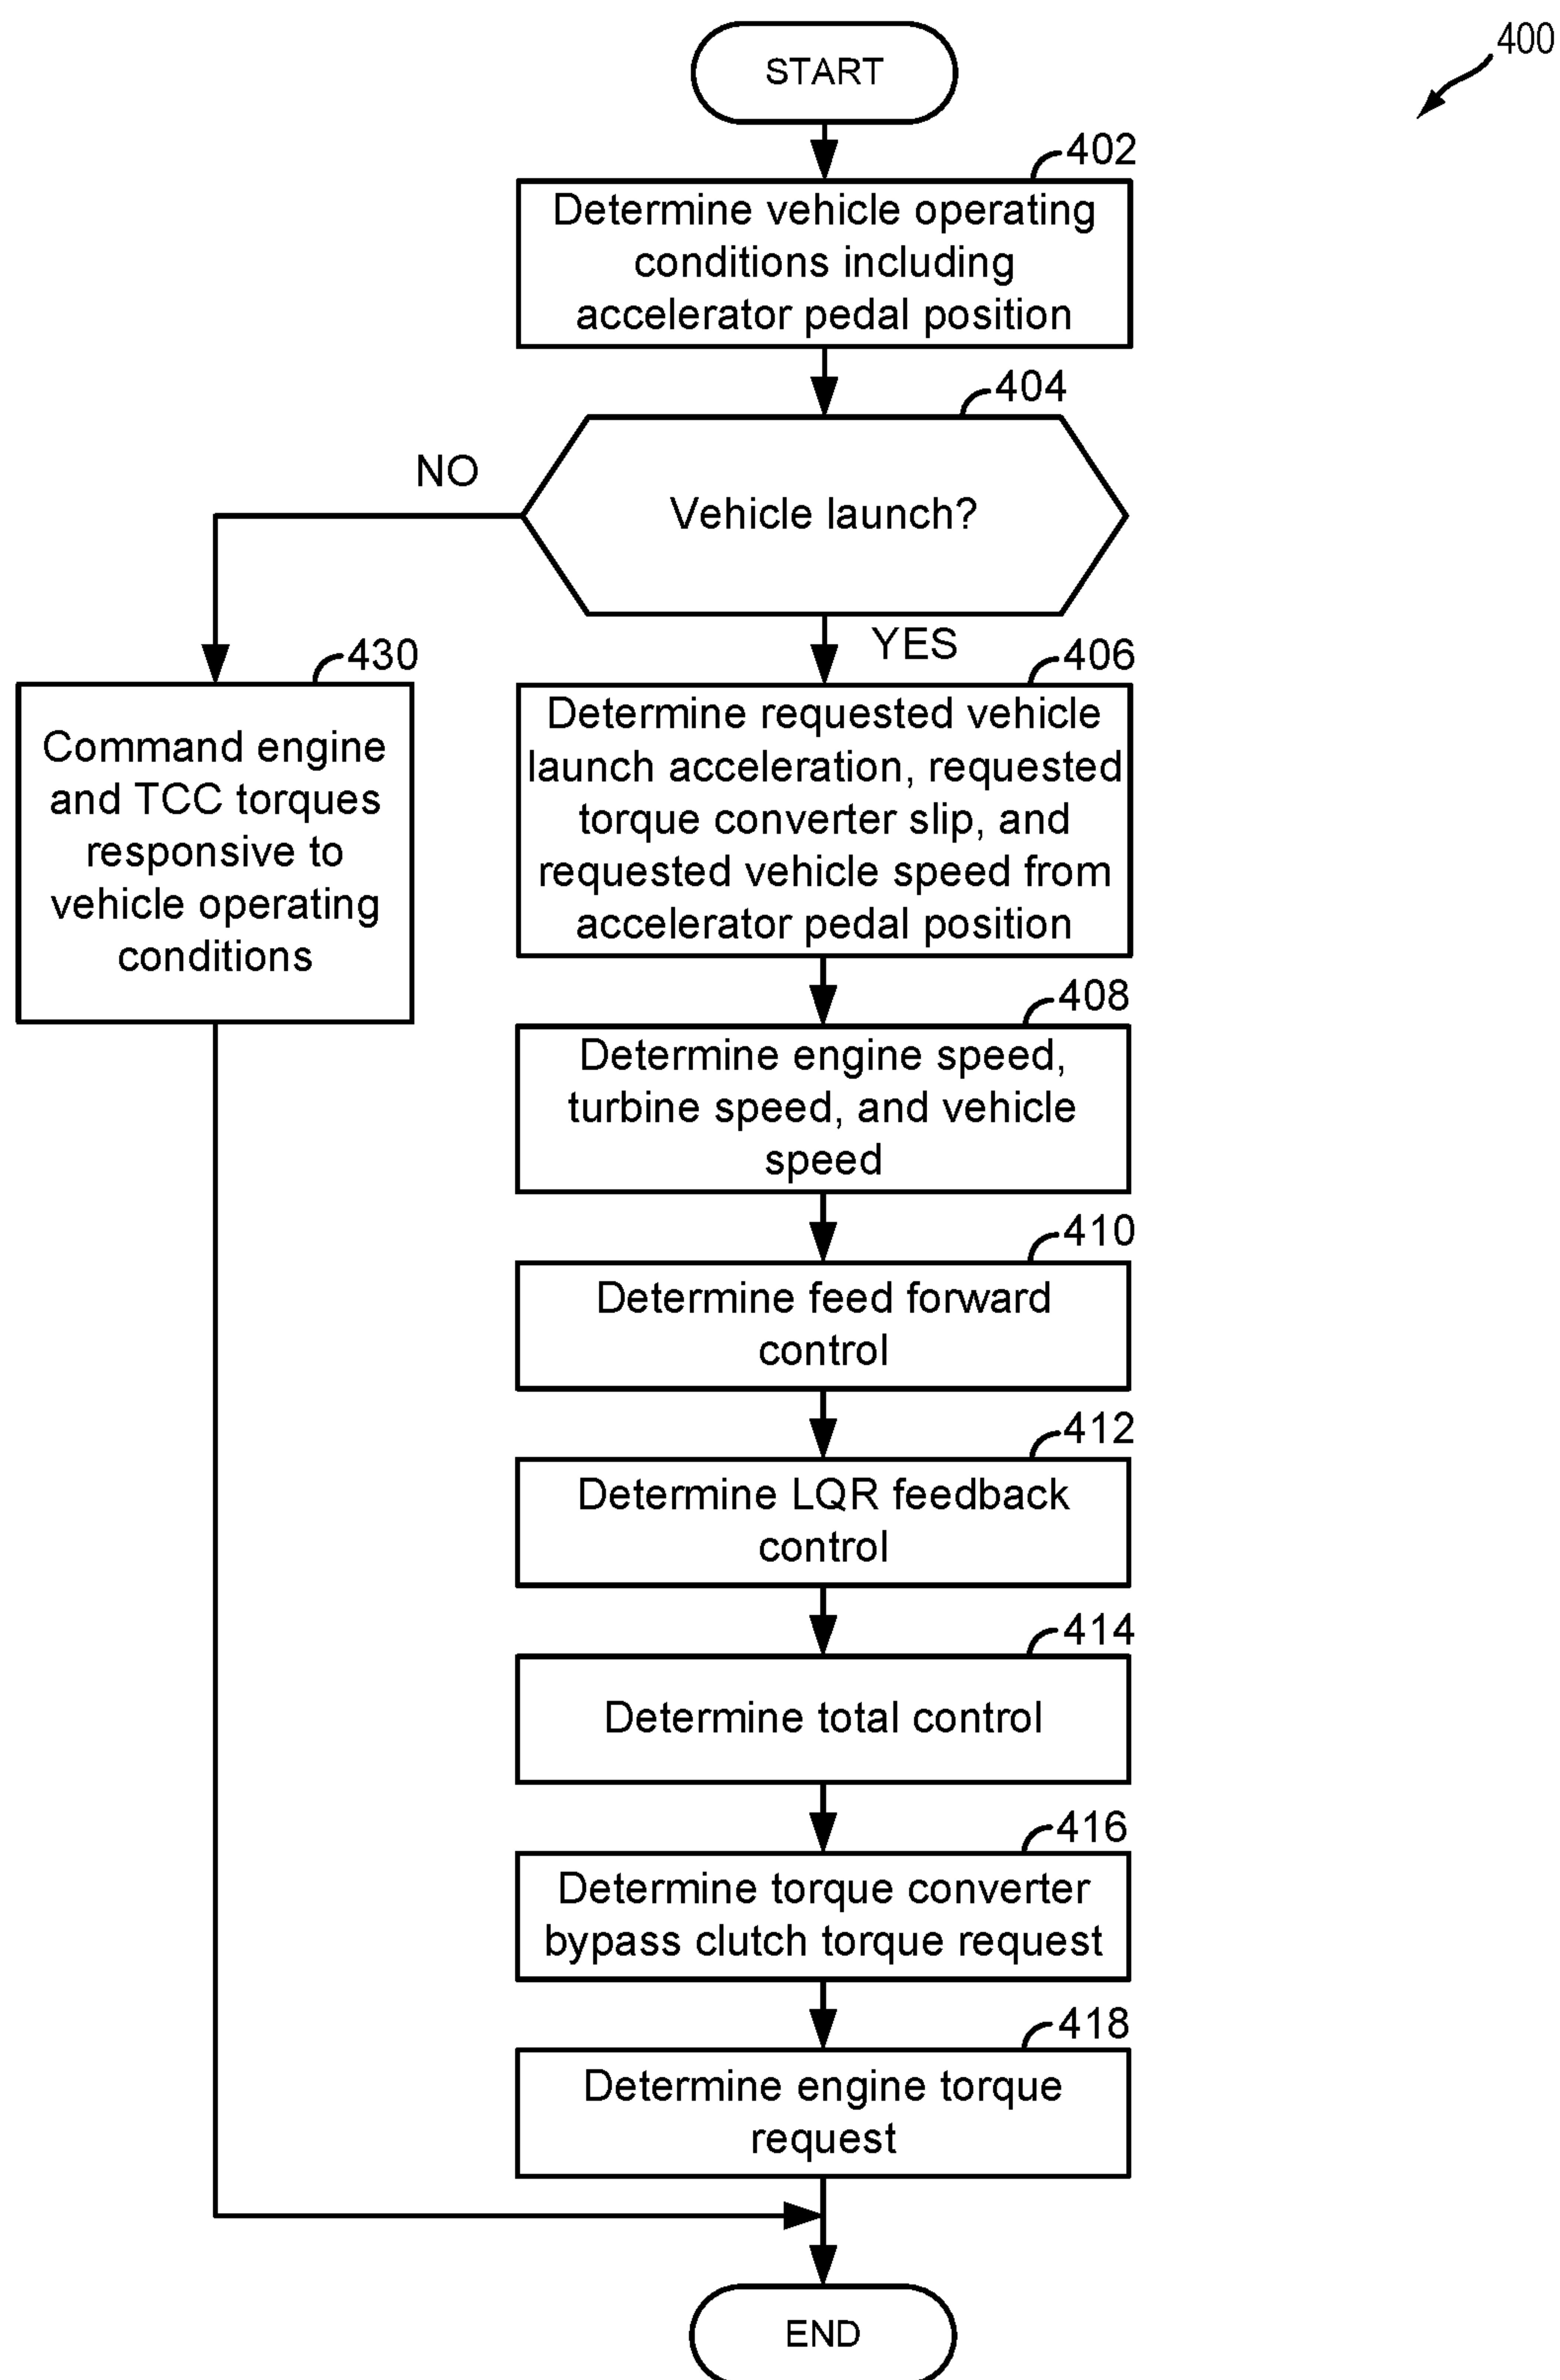 400
START
402
Determine vehicle operating
conditions including
accelerator pedal position
404
NO
Vehicle launch?
YES
430
Command engine
and TCC torques
responsive to
vehicle operating
conditions
406
Determine requested vehicle
launch acceleration, requested
torque converter slip, and
requested vehicle speed from
accelerator pedal position
408
Determine engine speed,
turbine speed, and vehicle
speed
410
Determine feed forward
control
412
Determine LQR feedback
control
414
Determine total control
416
Determine torque converter
bypass clutch torque request
418
Determine engine torque
request
END